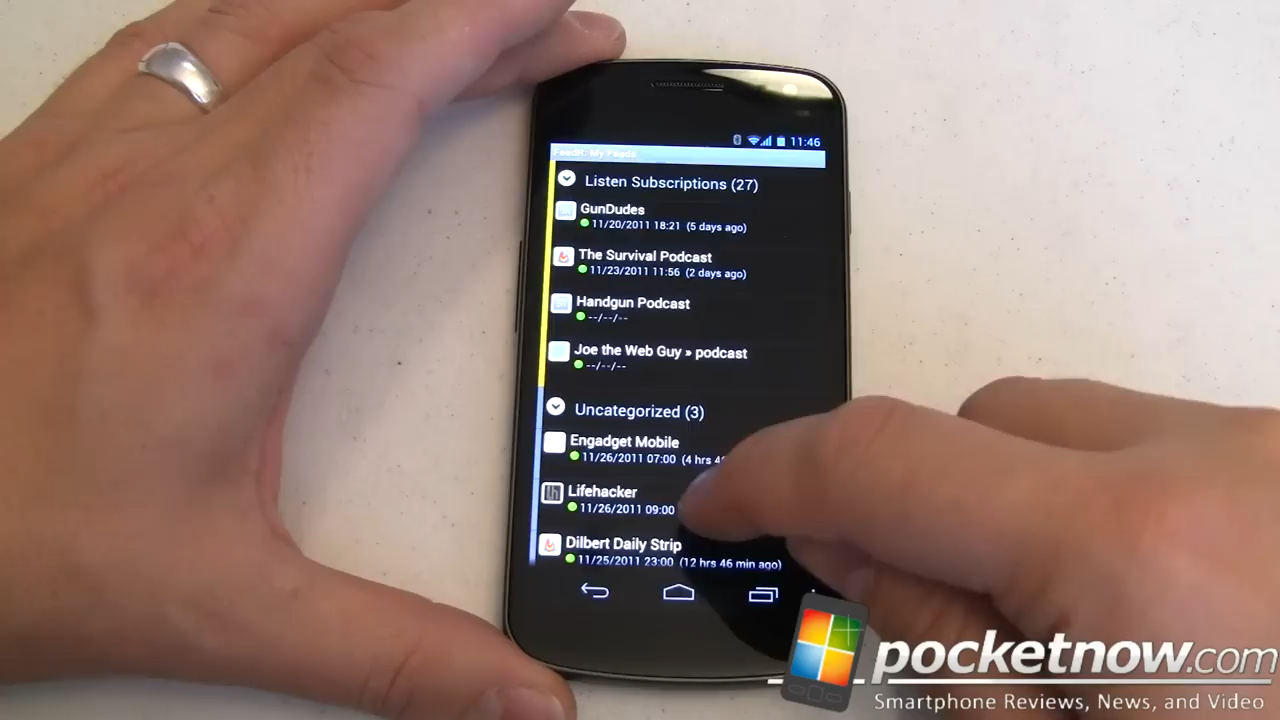 11:46
FeedR: My Feeds
Listen Subscriptions (27)
GunDudes
11/20/2011 18:21 (5 days ago)
The Survival Podcast
11/23/2011 11:56 (2 days ago)
Handgun Podcast
--/--/--
Joe the Web Guy » podcast
--/--/--
Uncategorized (3)
Engadget Mobile
11/26/2011 07:00 (4 hrs
Lifehacker
11/26/2011 09:00
Dilbert Daily Strip
11/25/2011 23:00 (12 hrs 46 min ago)
pocketnow.com
Smartphone Reviews, News, and Video